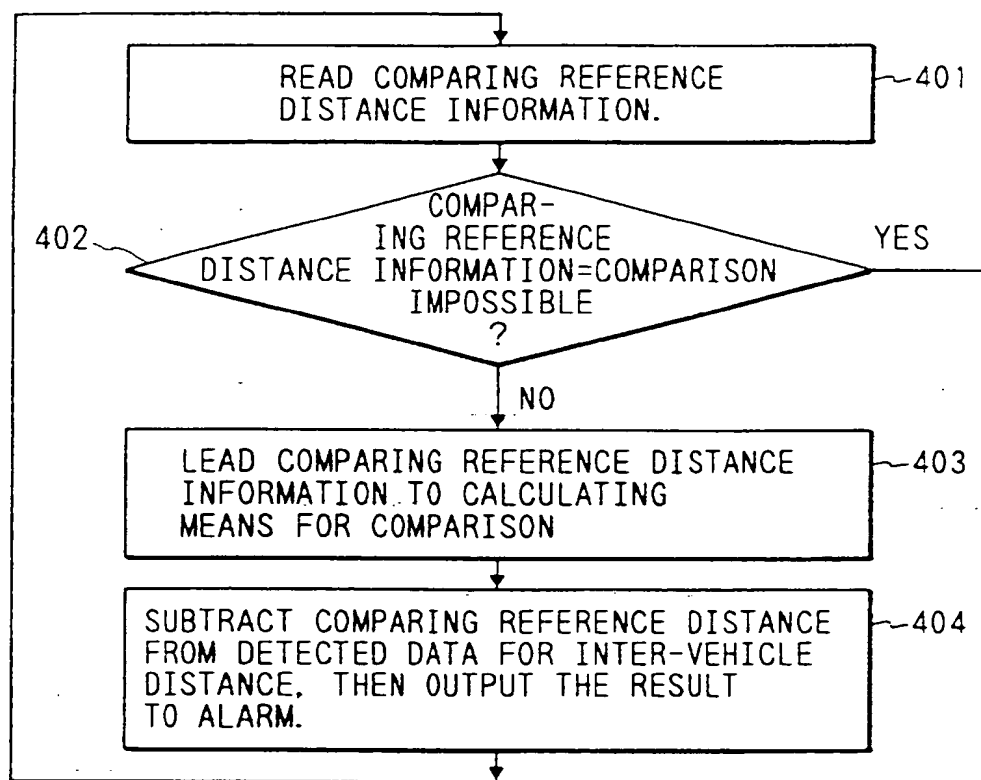 READ COMPARING REFERENCE
DISTANCE INFORMATION.
401
402
COMPAR-
ING REFERENCE
DISTANCE INFORMATION=COMPARISON
IMPOSSIBLE
?
YES
NO
LEAD COMPARING REFERENCE DISTANCE
INFORMATION TO CALCULATING
MEANS FOR COMPARISON
403
SUBTRACT COMPARING REFERENCE DISTANCE
FROM DETECTED DATA FOR INTER-VEHICLE
DISTANCE, THEN OUTPUT THE RESULT
TO ALARM.
404